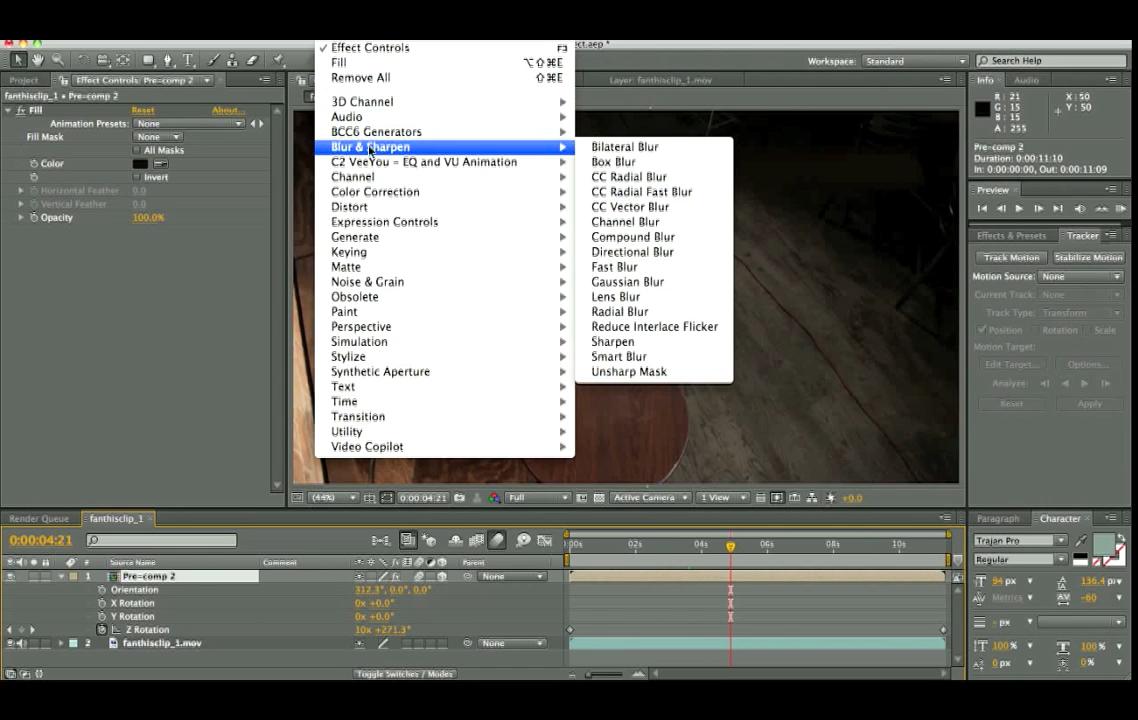 ect.aep *
Workspace: Standard
Search Help
Project
Effect Controls: Pre=comp 2
Layer: fanthisclip_1.mov
fanthisclip_1 • Pre=comp 2
fx Fill Reset About...
Animation Presets: None
Fill Mask None
All Masks
Color
Invert
Horizontal Feather 0.0
Vertical Feather 0.0
Opacity 100.0%
✓ Effect Controls F3
Fill ⌥⇧⌘E
Remove All ⇧⌘E
3D Channel
Audio
BCC6 Generators
Blur & Sharpen
C2 VeeYou = EQ and VU Animation
Channel
Color Correction
Distort
Expression Controls
Generate
Keying
Matte
Noise & Grain
Obsolete
Paint
Perspective
Simulation
Stylize
Synthetic Aperture
Text
Time
Transition
Utility
Video Copilot
Bilateral Blur
Box Blur
CC Radial Blur
CC Radial Fast Blur
CC Vector Blur
Channel Blur
Compound Blur
Directional Blur
Fast Blur
Gaussian Blur
Lens Blur
Radial Blur
Reduce Interlace Flicker
Sharpen
Smart Blur
Unsharp Mask
Info Audio
R : 21 X : 50
G : 15 Y : 50
B : 15
A : 255
Pre=comp 2
Duration: 0:00:11:10
In: 0:00:00:00, Out: 0:00:11:09
Preview
Effects & Presets Tracker
Track Motion Stabilize Motion
Motion Source: None
Current Track: None
Track Type: Transform
Position Rotation Scale
Motion Target:
Edit Target... Options...
Analyze:
Reset Apply
(44%) 0:00:04:21 Full Active Camera 1 View +0.0
Render Queue fanthisclip_1
0:00:04:21
:00s 02s 04s 06s 08s 10s
# Source Name Comment Parent
1 Pre=comp 2 None
Orientation 312.3°, 0.0°, 0.0°
X Rotation 0x +0.0°
Y Rotation 0x +0.0°
Z Rotation 10x +271.3°
2 fanthisclip_1.mov None
Toggle Switches / Modes
Paragraph Character
Trajan Pro
Regular
94 px 136.4 px
Metrics -60
- px
100% 100%
0 px 0%